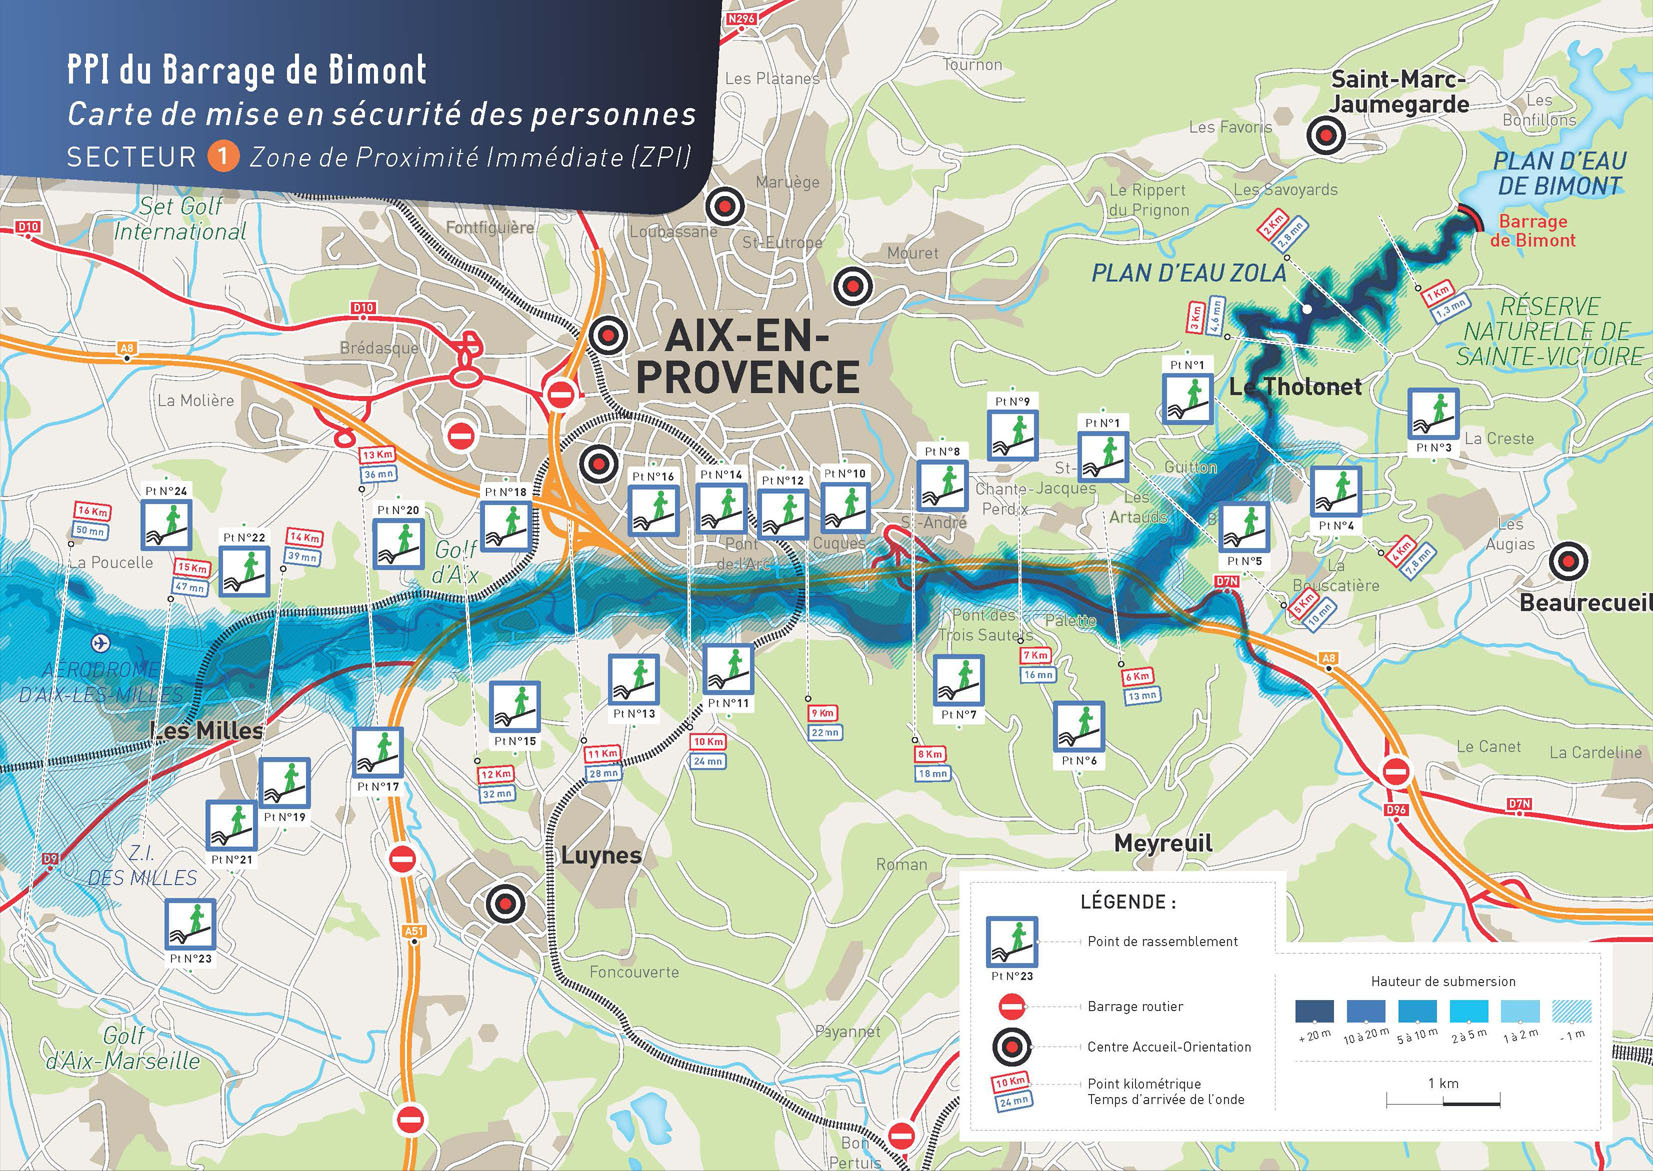 PPI du Barrage de Bimont
Carte de mise en sécurité des personnes
SECTEUR 1 Zone de Proximité Immédiate (ZPI)
N296
Les Platanes
Tournon
Saint-Marc-
Jaumegarde
Les
Bonfillons
Les Favoris
PLAN D'EAU
DE BIMONT
Maruège
Le Rippert
du Prignon
Les Savoyards
Set Golf
International
D10
Fontfiguière
Loubassane
St-Eutrope
Mouret
2 Km
2,8 mn
Barrage
de Bimont
PLAN D'EAU ZOLA
1 Km
1,3 mn
RÉSERVE
NATURELLE DE
SAINTE-VICTOIRE
3 Km
4,6 mn
D10
Brédasque
A8
AIX-EN-
PROVENCE
La Molière
Pt N°1
Le Tholonet
Pt N°3
La Creste
Pt N°9
Pt N°1
Pt N°8
13 Km
36 mn
Pt N°16
Pt N°14
Pt N°12
Pt N°10
St-
Jacques
Chante-
Perdix
Guitton
Les
Artauds
B
Pt N°24
Pt N°18
Pt N°20
16 Km
50 mn
Pt N°22
14 Km
39 mn
Golf
d'Aix
Pont
de l'Arc
Cuques
St-André
Pt N°4
Pt N°5
4 Km
7,8 mn
Les
Augias
La Poucelle
15 Km
47 mn
La
Bouscatière
D7N
5 Km
10 mn
Beaurecueil
Pont des
Trois Sautets
Palette
AÉRODROME
D'AIX-LES-MILLES
Les Milles
7 Km
16 mn
6 Km
13 mn
A8
Pt N°13
Pt N°11
Pt N°7
Pt N°15
9 Km
22 mn
10 Km
24 mn
11 Km
28 mn
8 Km
18 mn
12 Km
32 mn
Pt N°6
Le Canet
La Cardeline
Pt N°17
Pt N°19
Pt N°21
D9
Z.I.
DES MILLES
D96
D7N
Luynes
Meyreuil
Roman
A51
Pt N°23
Foncouverte
Golf
d'Aix-Marseille
Payannet
Bon
Pertuis
LÉGENDE :
Pt N°23
Point de rassemblement
Barrage routier
Centre Accueil-Orientation
10 Km
24 mn
Point kilométrique
Temps d'arrivée de l'onde
Hauteur de submersion
+ 20 m
10 à 20 m
5 à 10 m
2 à 5 m
1 à 2 m
- 1 m
1 km